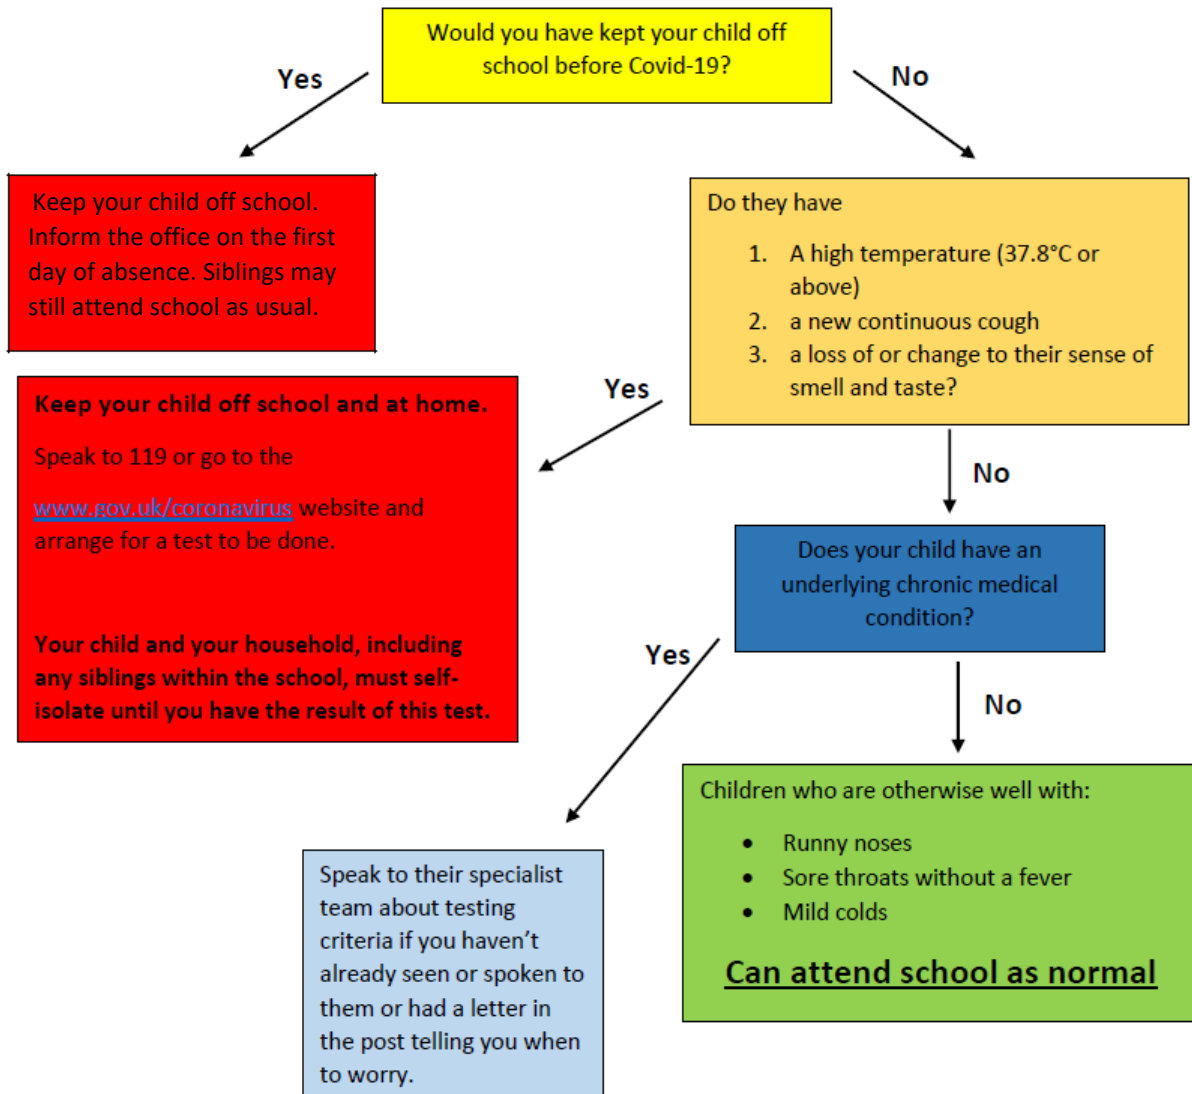 Would you have kept your child off
school before Covid-19?
Yes
No
Keep your child off school.
Inform the office on the first
day of absence. Siblings may
still attend school as usual.
Do they have
1. A high temperature (37.8°C or
above)
2. a new continuous cough
3. a loss of or change to their sense of
smell and taste?
Yes
No
Keep your child off school and at home.
Speak to 119 or go to the
www.gov.uk/coronavirus website and
arrange for a test to be done.
Your child and your household, including
any siblings within the school, must self-
isolate until you have the result of this test.
Does your child have an
underlying chronic medical
condition?
Yes
No
Speak to their specialist
team about testing
criteria if you haven't
already seen or spoken to
them or had a letter in
the post telling you when
to worry.
Children who are otherwise well with:
• Runny noses
• Sore throats without a fever
• Mild colds
Can attend school as normal